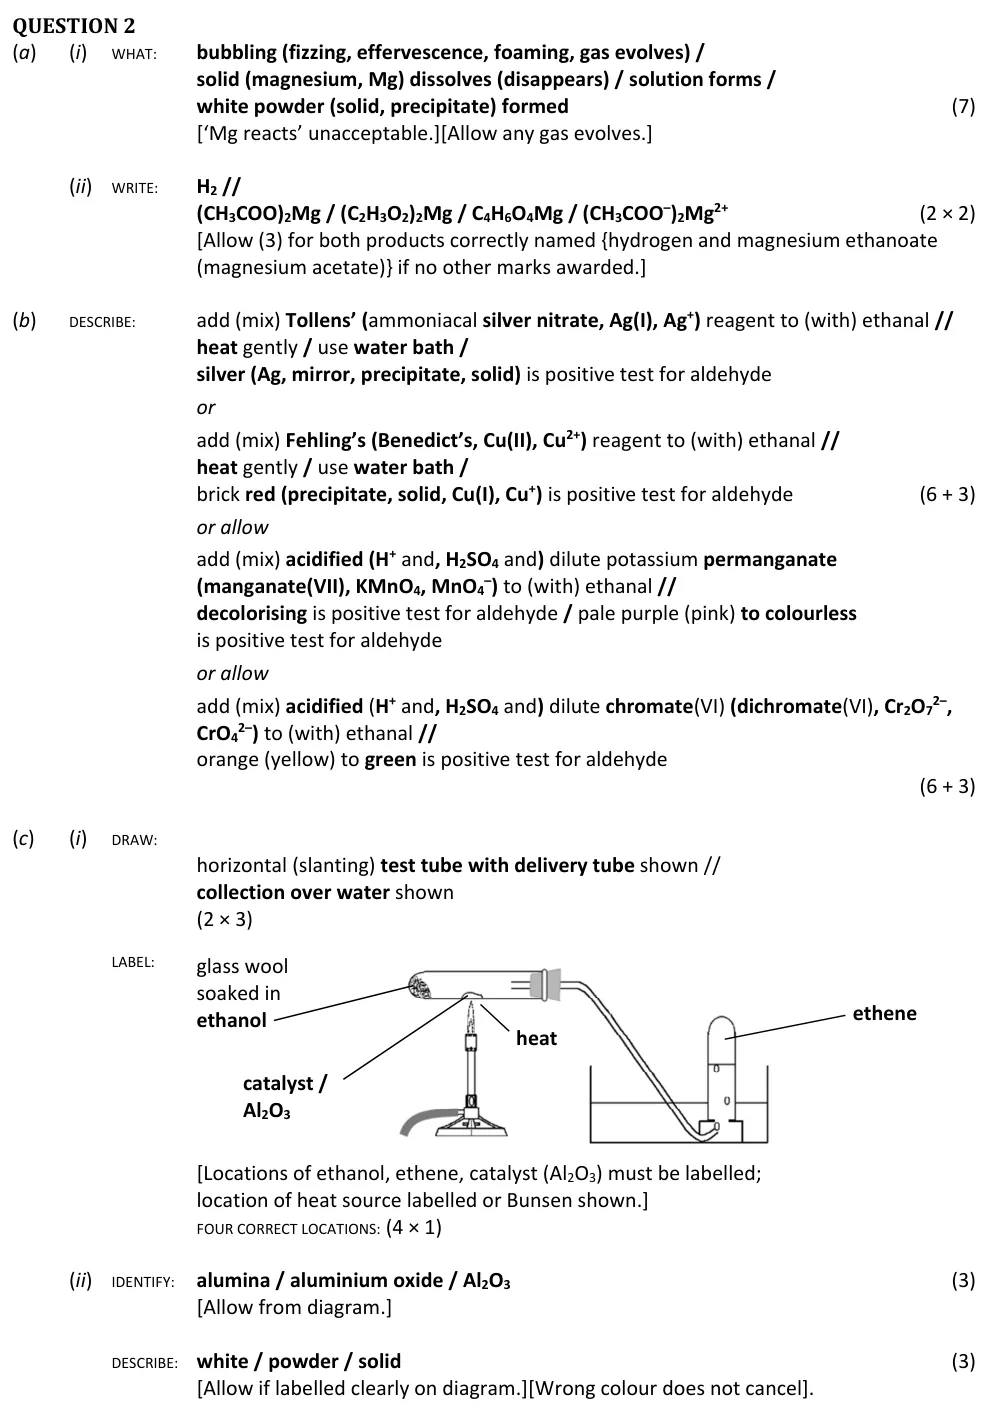 QUESTION 2
(a) (i) WHAT: bubbling (fizzing, effervescence, foaming, gas evolves) /
solid (magnesium, Mg) dissolves (disappears) / solution forms /
white powder (solid, precipitate) formed (7)
[‘Mg reacts’ unacceptable.][Allow any gas evolves.]
(ii) WRITE: H₂ //
(CH₃COO)₂Mg / (C₂H₃O₂)₂Mg / C₄H₆O₄Mg / (CH₃COO⁻)₂Mg²⁺ (2 × 2)
[Allow (3) for both products correctly named {hydrogen and magnesium ethanoate
(magnesium acetate)} if no other marks awarded.]
(b) DESCRIBE: add (mix) Tollens’ (ammoniacal silver nitrate, Ag(I), Ag⁺) reagent to (with) ethanal //
heat gently / use water bath /
silver (Ag, mirror, precipitate, solid) is positive test for aldehyde
or
add (mix) Fehling’s (Benedict’s, Cu(II), Cu²⁺) reagent to (with) ethanal //
heat gently / use water bath /
brick red (precipitate, solid, Cu(I), Cu⁺) is positive test for aldehyde (6 + 3)
or allow
add (mix) acidified (H⁺ and, H₂SO₄ and) dilute potassium permanganate
(manganate(VII), KMnO₄, MnO₄⁻) to (with) ethanal //
decolorising is positive test for aldehyde / pale purple (pink) to colourless
is positive test for aldehyde
or allow
add (mix) acidified (H⁺ and, H₂SO₄ and) dilute chromate(VI) (dichromate(VI), Cr₂O₇²⁻,
CrO₄²⁻) to (with) ethanal //
orange (yellow) to green is positive test for aldehyde
(6 + 3)
(c) (i) DRAW:
horizontal (slanting) test tube with delivery tube shown //
collection over water shown
(2 × 3)
LABEL: glass wool
soaked in
ethanol
ethene
heat
catalyst /
Al₂O₃
[Locations of ethanol, ethene, catalyst (Al₂O₃) must be labelled;
location of heat source labelled or Bunsen shown.]
FOUR CORRECT LOCATIONS: (4 × 1)
(ii) IDENTIFY: alumina / aluminium oxide / Al₂O₃ (3)
[Allow from diagram.]
DESCRIBE: white / powder / solid (3)
[Allow if labelled clearly on diagram.][Wrong colour does not cancel].